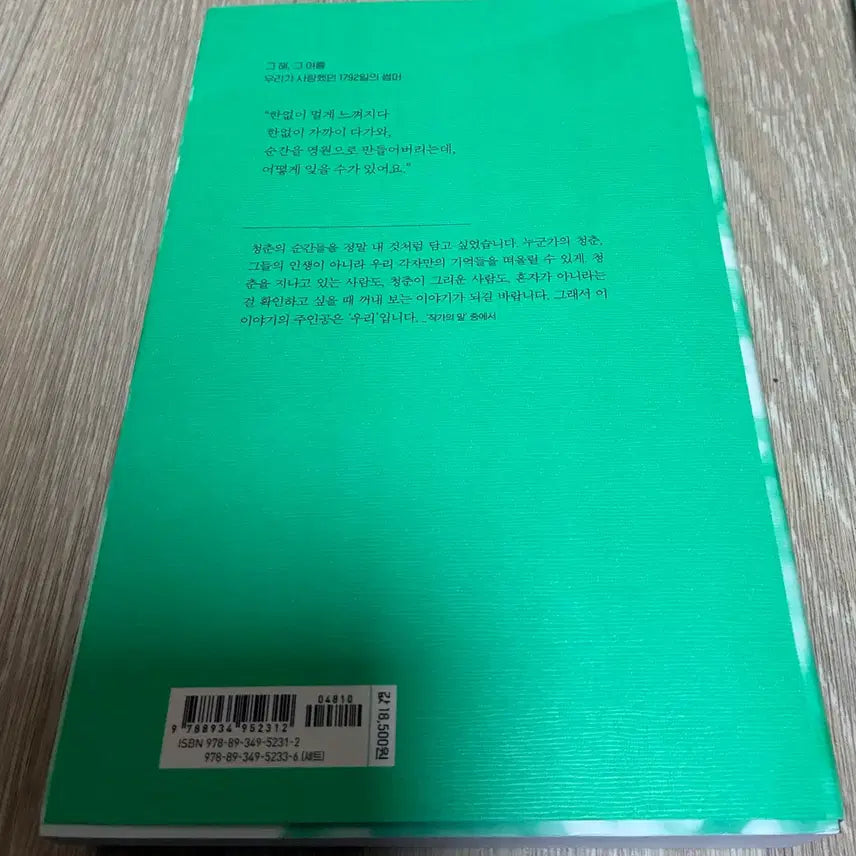 그 해, 그 여름
우리가 사랑했던 1792일의 썸머
“한없이 멀게 느껴지다
한없이 가까이 다가와,
순간을 영원으로 만들어버리는데,
어떻게 잊을 수가 있어요.”
청춘의 순간들을 정말 내 것처럼 담고 싶었습니다. 누군가의 청춘,
그들의 인생이 아니라 우리 각자만의 기억들을 떠올릴 수 있게. 청
춘을 지나고 있는 사람도, 청춘이 그리운 사람도, 혼자가 아니라는
걸 확인하고 싶을 때 꺼내 보는 이야기가 되길 바랍니다. 그래서 이
이야기의 주인공은 ‘우리’입니다. _‘작가의 말’ 중에서
04810
9 788934 952312
ISBN 978-89-349-5231-2
978-89-349-5233-6 (세트)
값 18,500원